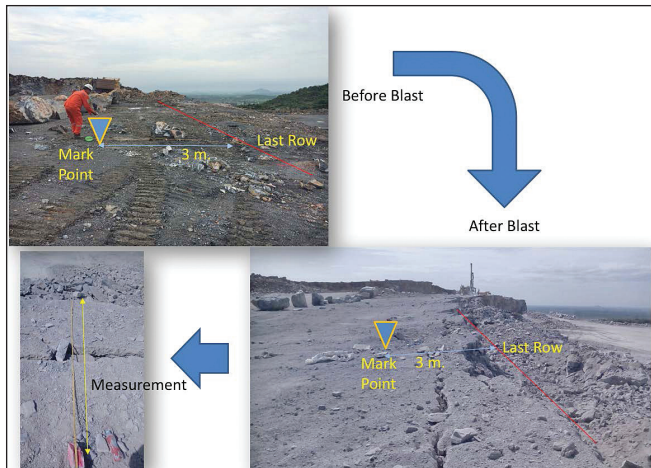 Before Blast
Last Row
3 m.
Mark
Point
After Blast
Last Row
3 m.
Mark
Point
Measurement